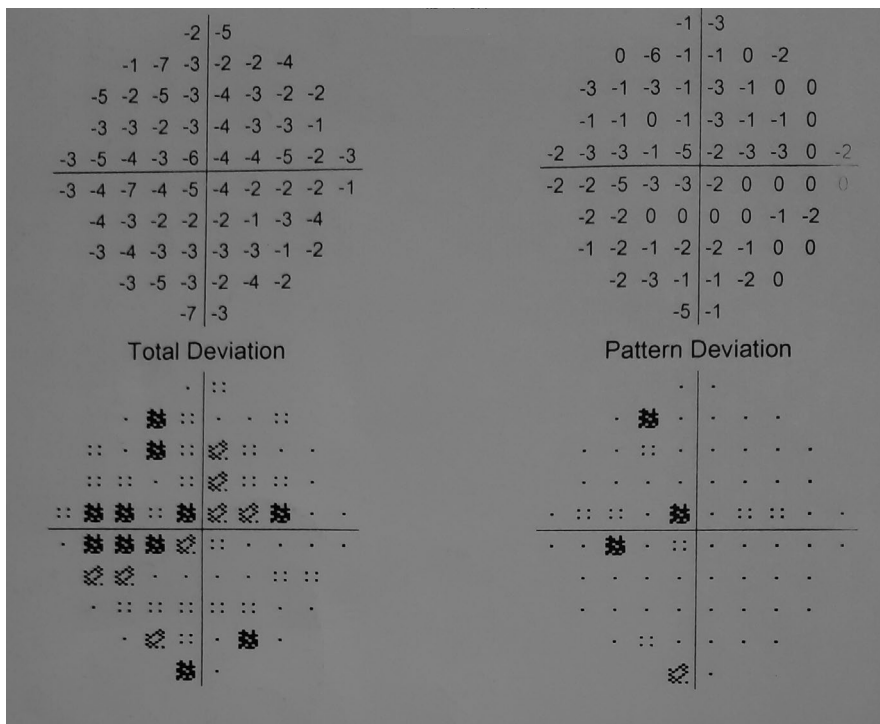 -2 -5
-1 -7 -3 -2 -2 -4
-5 -2 -5 -3 -4 -3 -2 -2
-3 -3 -2 -3 -4 -3 -3 -1
-3 -5 -4 -3 -6 -4 -4 -5 -2 -3
-3 -4 -7 -4 -5 -4 -2 -2 -2 -1
-4 -3 -2 -2 -2 -1 -3 -4
-3 -4 -3 -3 -3 -3 -1 -2
-3 -5 -3 -2 -4 -2
-7 -3
Total Deviation
-1 -3
0 -6 -1 -1 0 -2
-3 -1 -3 -1 -3 -1 0 0
-1 -1 0 -1 -3 -1 -1 0
-2 -3 -3 -1 -5 -2 -3 -3 0 -2
-2 -2 -5 -3 -3 -2 0 0 0 0
-2 -2 0 0 0 0 -1 -2
-1 -2 -1 -2 -2 -1 0 0
-2 -3 -1 -1 -2 0
-5 -1
Pattern Deviation